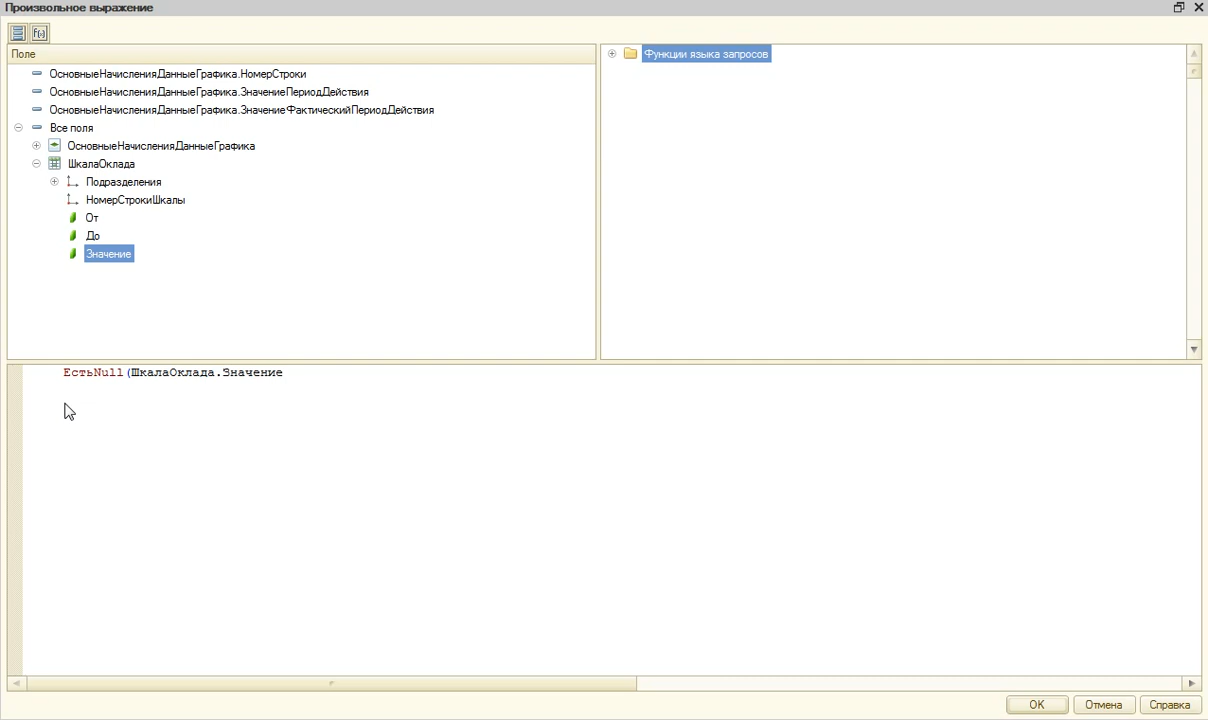 Произвольное выражение
f(x)
Поле
ОсновныеНачисленияДанныеГрафика.НомерСтроки
ОсновныеНачисленияДанныеГрафика.ЗначениеПериодДействия
ОсновныеНачисленияДанныеГрафика.ЗначениеФактическийПериодДействия
Все поля
ОсновныеНачисленияДанныеГрафика
ШкалаОклада
Подразделения
НомерСтрокиШкалы
От
До
Значение
Функции языка запросов
ЕстьNull(ШкалаОклада.Значение
OK
Отмена
Справка